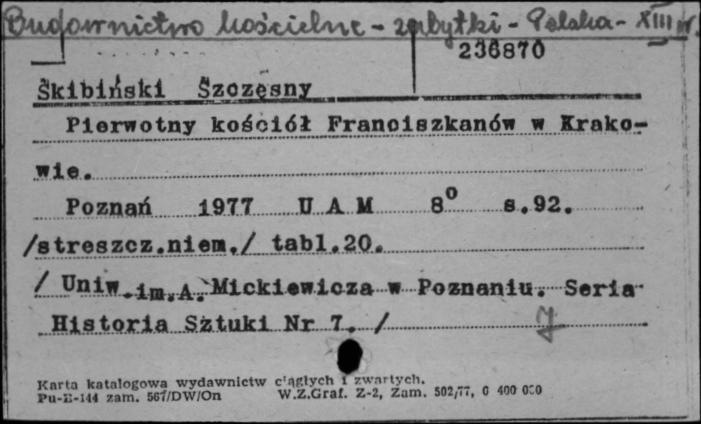 Budownictwo kościelne - zabytki - Polska - XIII w.
236870
Skibiński Szczęsny
Pierwotny kościół Franciszkanów w Krako-
wie.
Poznań 1977 U A M 8° s.92.
/streszcz.niem./ tabl.20.
/ Uniw.im.A.Mickiewicza w Poznaniu. Seria
Historia Sztuki Nr 7. /
Karta katalogowa wydawnictw ciągłych i zwartych.
Pu-E-144 zam. 567/DW/On W.Z.Graf. Z-2, Zam. 502/77, 0 400 000